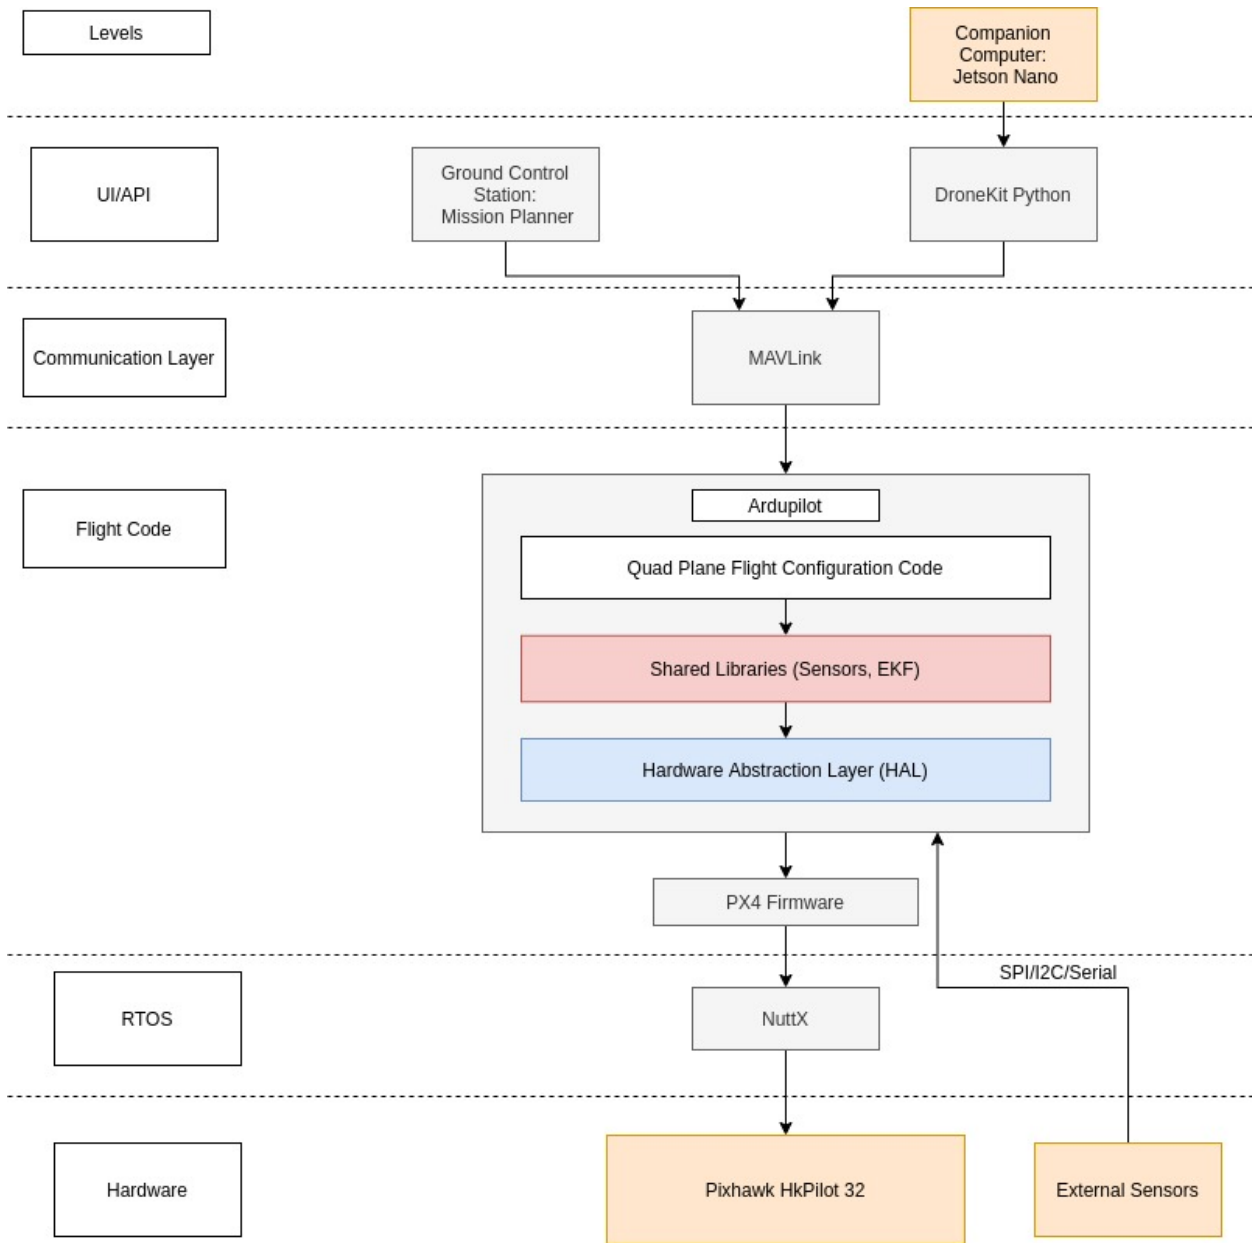 Levels
Companion
Computer:
Jetson Nano
UI/API
Ground Control
Station:
Mission Planner
DroneKit Python
Communication Layer
MAVLink
Flight Code
Ardupilot
Quad Plane Flight Configuration Code
Shared Libraries (Sensors, EKF)
Hardware Abstraction Layer (HAL)
PX4 Firmware
SPI/I2C/Serial
RTOS
NuttX
Hardware
Pixhawk HkPilot 32
External Sensors